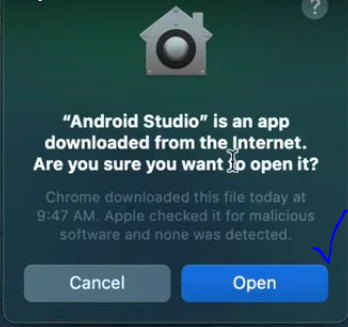 ?
“Android Studio” is an app
downloaded from the Internet.
Are you sure you want to open it?
Chrome downloaded this file today at
9:47 AM. Apple checked it for malicious
software and none was detected.
Cancel
Open